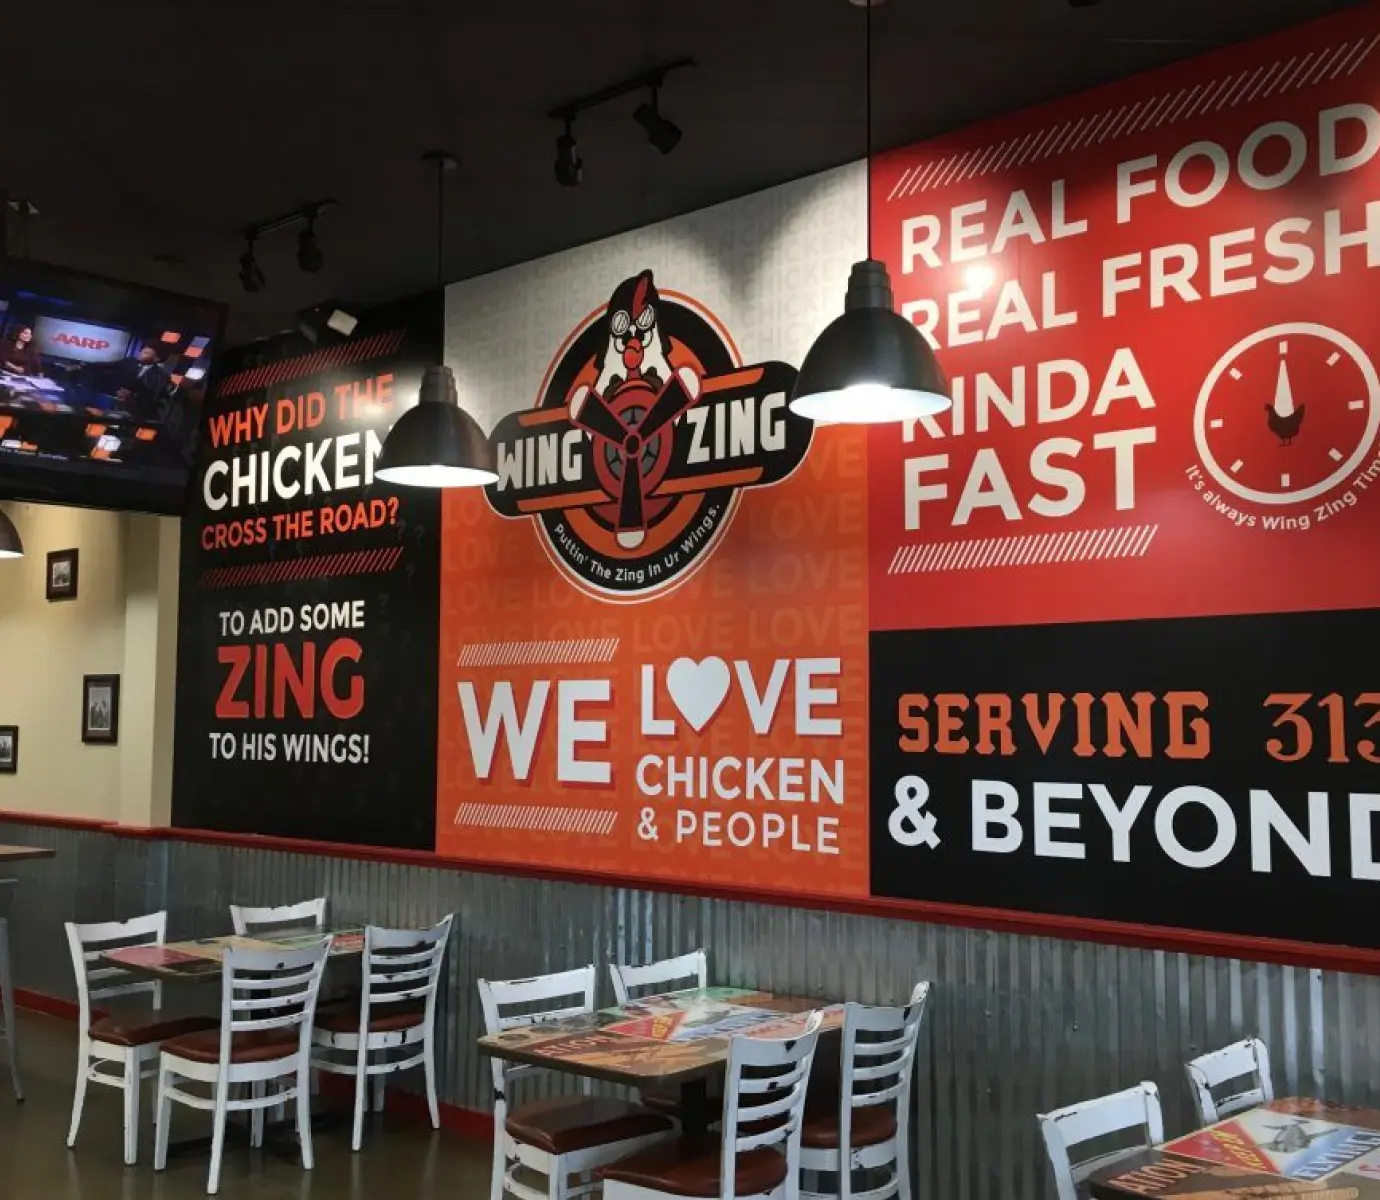 AARP
WHY DID THE
CHICKEN
CROSS THE ROAD?
TO ADD SOME
ZING
TO HIS WINGS!
WING ZING
Puttin' The Zing In Ur Wings.
WE
LOVE
CHICKEN
& PEOPLE
REAL FOOD
REAL FRESH
KINDA
FAST
It's always Wing Zing Time
SERVING 313
& BEYOND